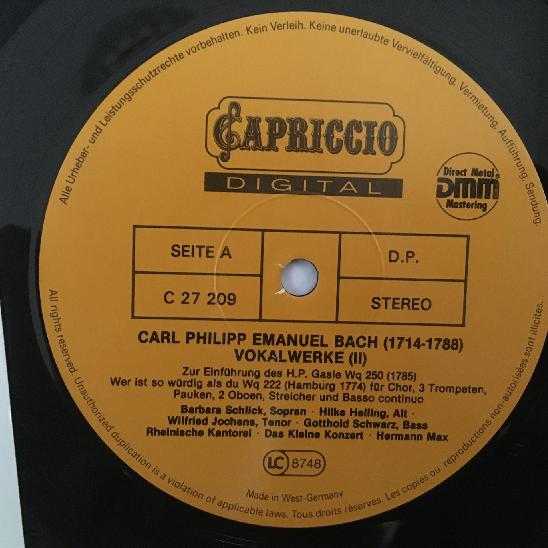 Alle Urheber- und Leistungsschutzrechte vorbehalten. Kein Verleih. Keine unerlaubte Vervielfältigung, Vermietung, Aufführung, Sendung.
CAPRICCIO
DIGITAL
Direct Metal
DMM
Mastering
SEITE A
D.P.
C 27 209
STEREO
CARL PHILIPP EMANUEL BACH (1714-1788)
VOKALWERKE (II)
Zur Einführung des H.P. Gasie Wq 250 (1785)
Wer ist so würdig als du Wq 222 (Hamburg 1774) für Chor, 3 Trompeten,
Pauken, 2 Oboen, Streicher und Basso continuo
Barbara Schlick, Sopran · Hilke Helling, Alt ·
Wilfried Jochens, Tenor · Gotthold Schwarz, Bass
Rheinische Kantorei · Das Kleine Konzert · Hermann Max
LC 8748
Made in West-Germany
All rights reserved. Unauthorized duplication is a violation of applicable laws. Tous droits réservés. Les copies ou reproductions non-autorisées sont illicites.